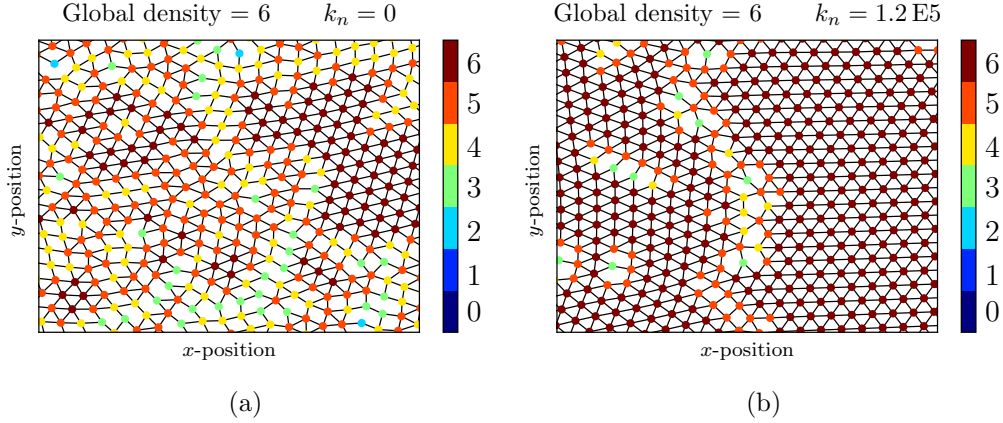 Global density = 6 k_n = 0
6
5
4
3
2
1
0
y-position
x-position
(a)
Global density = 6 k_n = 1.2 E5
6
5
4
3
2
1
0
y-position
x-position
(b)